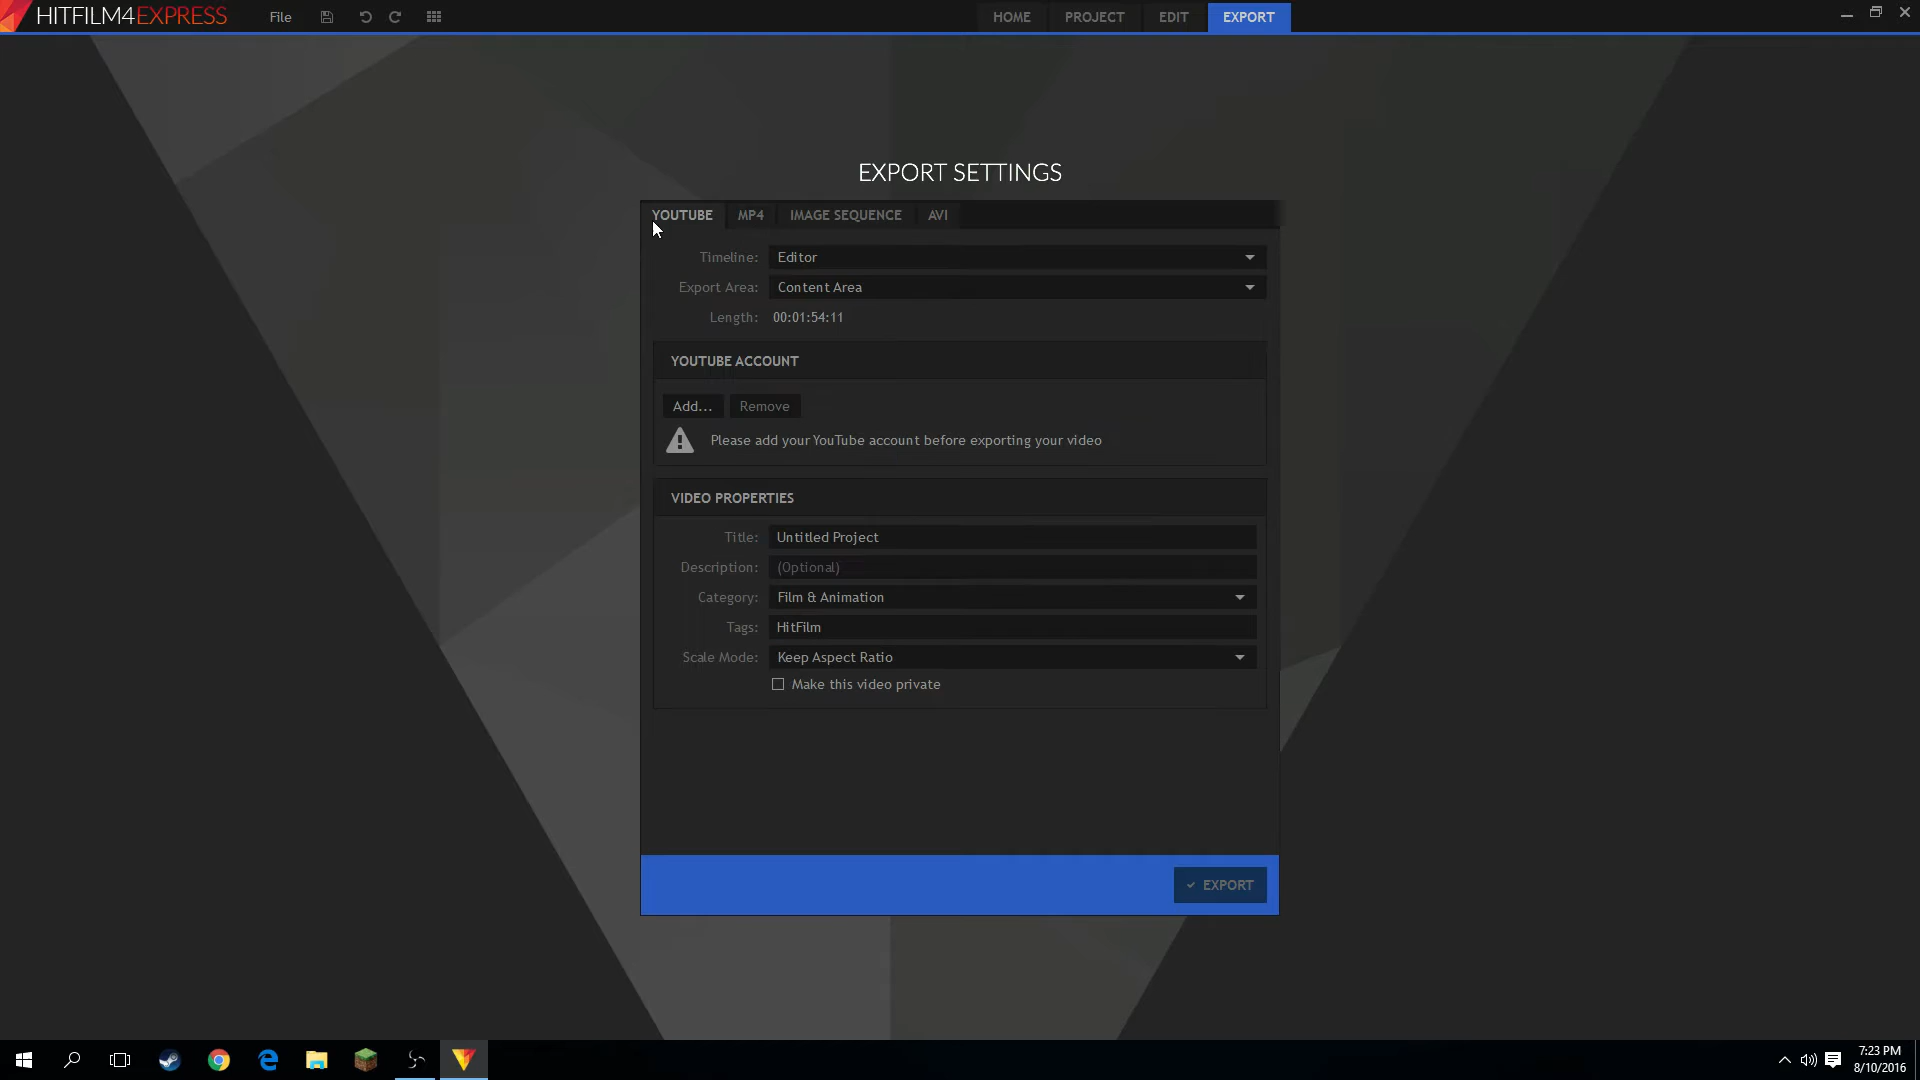 HITFILM4EXPRESS File HOME PROJECT EDIT EXPORT
EXPORT SETTINGS
YOUTUBE MP4 IMAGE SEQUENCE AVI
Timeline: Editor
Export Area: Content Area
Length: 00:01:54:11
YOUTUBE ACCOUNT
Add... Remove
Please add your YouTube account before exporting your video
VIDEO PROPERTIES
Title: Untitled Project
Description: (Optional)
Category: Film & Animation
Tags: HitFilm
Scale Mode: Keep Aspect Ratio
Make this video private
EXPORT
7:23 PM
8/10/2016